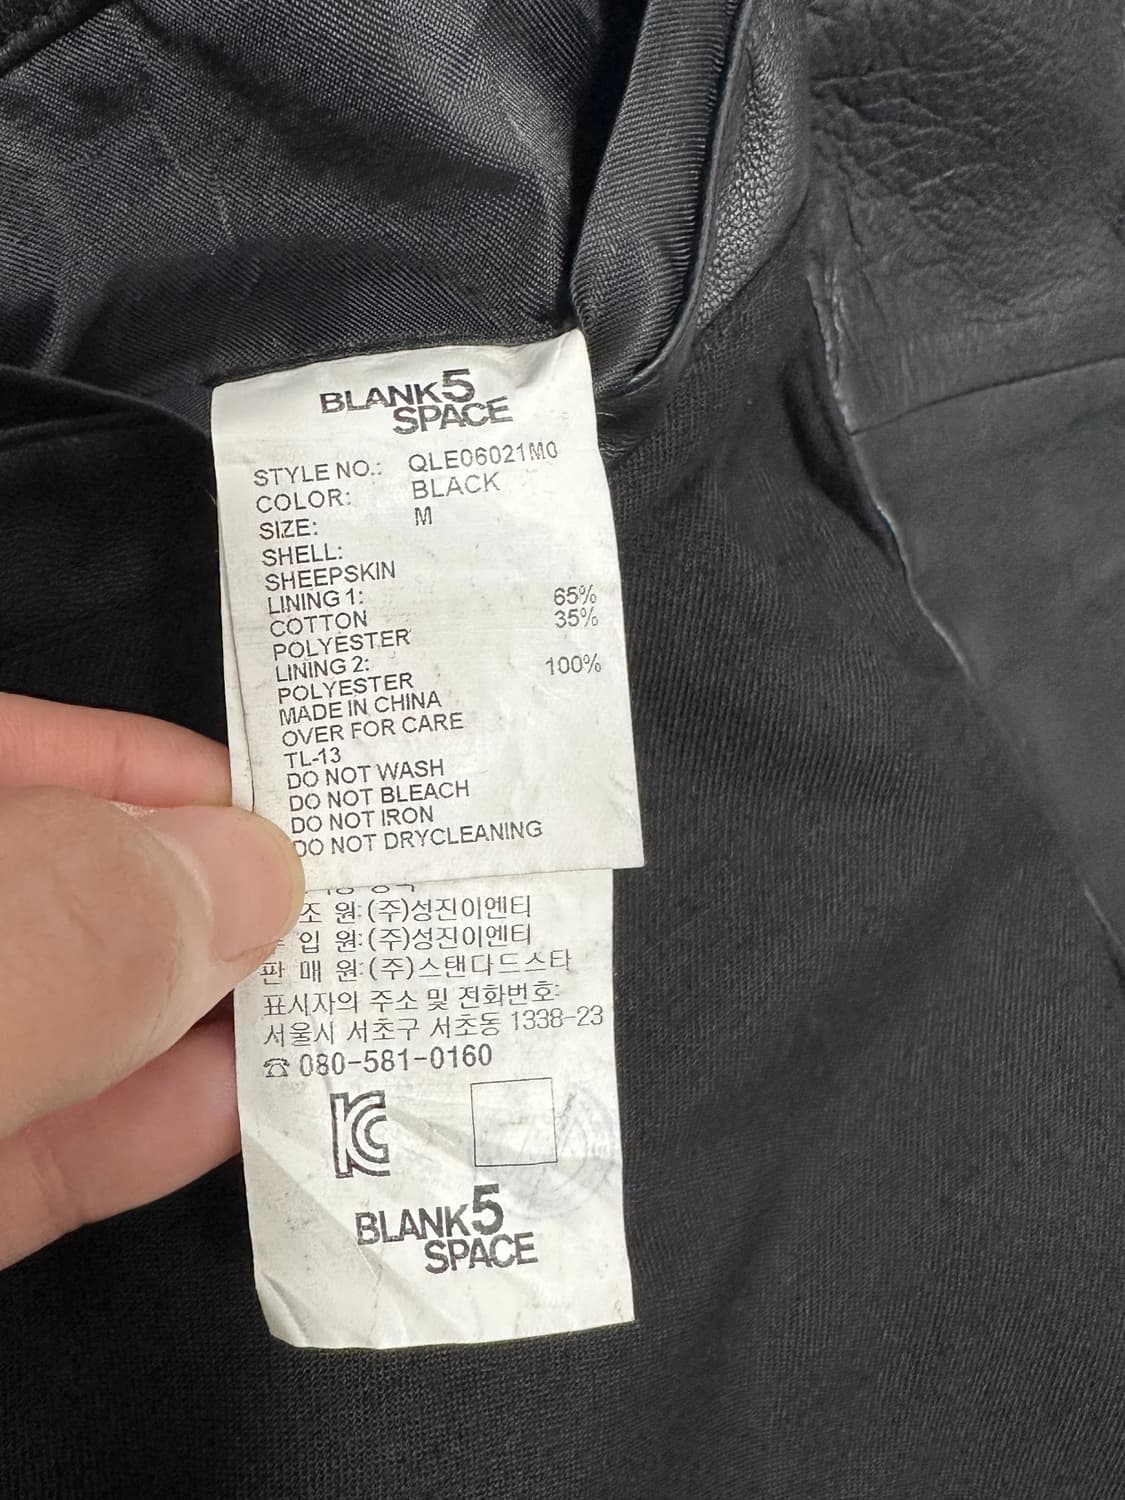 BLANK5
SPACE
STYLE NO.: QLE06021M0
COLOR: BLACK
SIZE: M
SHELL:
SHEEPSKIN
LINING 1:
COTTON 65%
POLYESTER 35%
LINING 2:
POLYESTER 100%
MADE IN CHINA
OVER FOR CARE
TL-13
DO NOT WASH
DO NOT BLEACH
DO NOT IRON
DO NOT DRYCLEANING
조 원:(주)성진이엔티
입 원:(주)성진이엔티
판 매 원:(주)스탠다드스타
표시자의 주소 및 전화번호:
서울시 서초구 서초동 1338-23
☎ 080-581-0160
BLANK5
SPACE